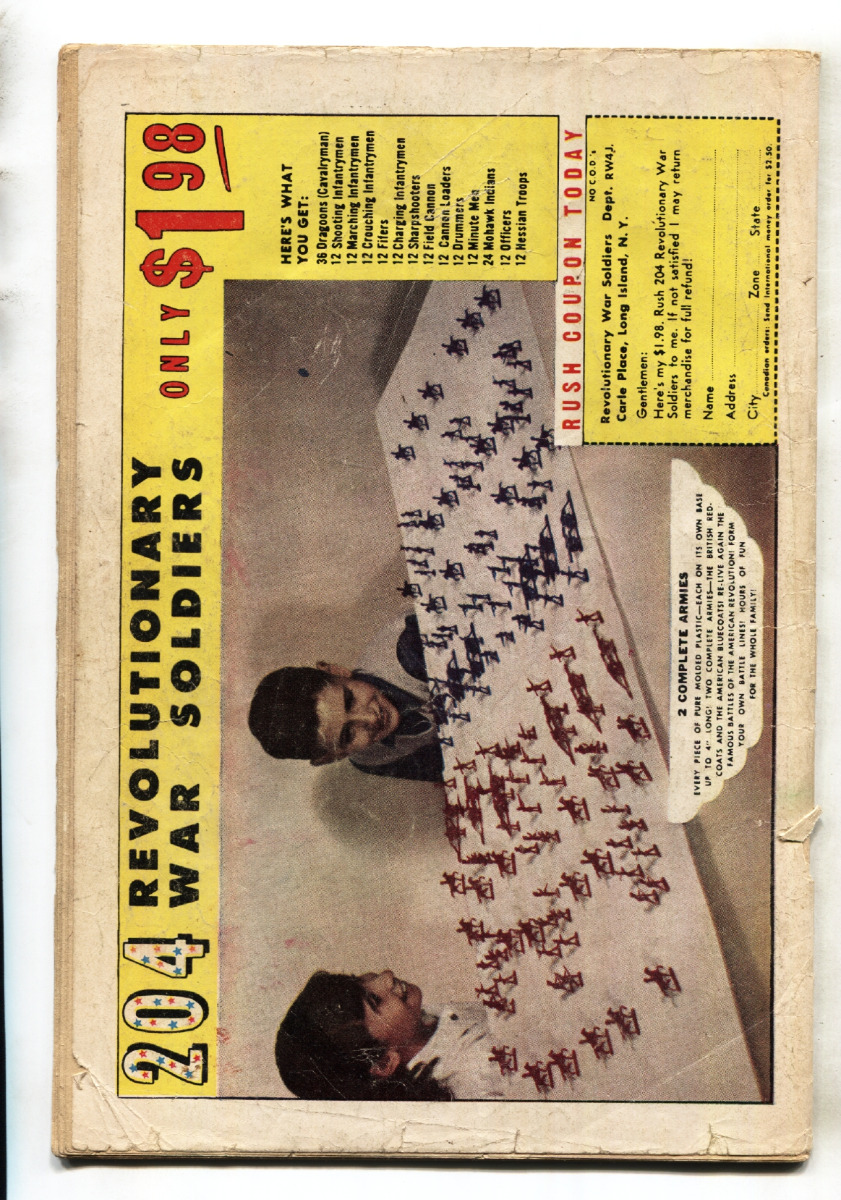 204 REVOLUTIONARY
WAR SOLDIERS
ONLY $1.98
HERE'S WHAT
YOU GET:
36 Dragoons (Cavalryman)
12 Shooting Infantrymen
12 Marching Infantrymen
12 Crouching Infantrymen
12 Fifers
12 Charging Infantrymen
12 Sharpshooters
12 Field Cannon
12 Cannon Loaders
12 Drummers
12 Minute Men
24 Mohawk Indians
12 Officers
12 Hessian Troops
2 COMPLETE ARMIES
EVERY PIECE OF PURE MOLDED PLASTIC—EACH ON ITS OWN BASE
UP TO 4" LONG! TWO COMPLETE ARMIES—THE BRITISH RED-
COATS AND THE AMERICAN BLUECOATS! RE-LIVE AGAIN THE
FAMOUS BATTLES OF THE AMERICAN REVOLUTION! FORM
YOUR OWN BATTLE LINES! HOURS OF FUN
FOR THE WHOLE FAMILY!
RUSH COUPON TODAY
NO C.O.D.'s
Revolutionary War Soldiers Dept. RW4J,
Carle Place, Long Island, N. Y.
Gentlemen:
Here's my $1.98. Rush 204 Revolutionary War
Soldiers to me. If not satisfied I may return
merchandise for full refund!
Name
Address
City Zone State
Canadian orders: Send International money order for $2.50.